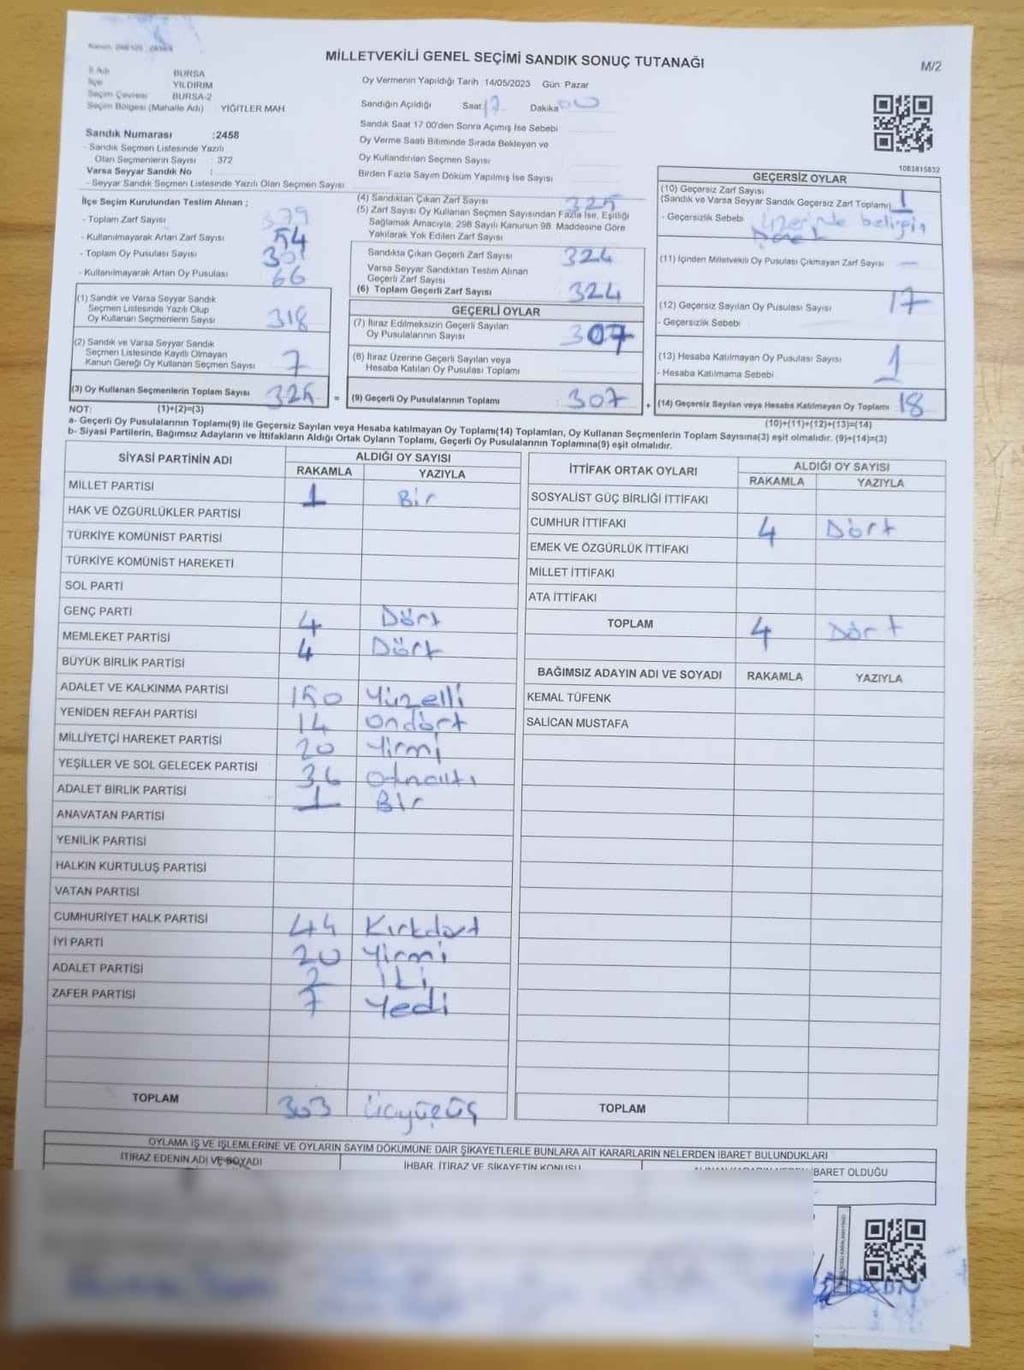 MİLLETVEKİLİ GENEL SEÇİMİ SANDIK SONUÇ TUTANAĞI
M/2
İl Adı BURSA
İlçe YILDIRIM
Seçim Çevresi BURSA-2
Seçim Bölgesi (Mahalle Adı) YİĞİTLER MAH
Sandık Numarası :2458
- Sandık Seçmen Listesinde Yazılı
Olan Seçmenlerin Sayısı : 372
Varsa Seyyar Sandık No
- Seyyar Sandık Seçmen Listesinde Yazılı Olan Seçmen Sayısı
Oy Vermenin Yapıldığı Tarih 14/05/2023 Gün Pazar
Sandığın Açıldığı Saat 17 Dakika 00
Sandık Saat 17:00'den Sonra Açımış İse Sebebi
Oy Verme Saati Bitiminde Sırada Bekleyen ve
Oy Kullandırılan Seçmen Sayısı
Birden Fazla Sayım Döküm Yapılmış İse Sayısı
1083815832
İlçe Seçim Kurulundan Teslim Alınan ;
- Toplam Zarf Sayısı 379
- Kullanılmayarak Artan Zarf Sayısı 54
- Toplam Oy Pusulası Sayısı
- Kullanılmayarak Artan Oy Pusulası 66
(1) Sandık ve Varsa Seyyar Sandık
Seçmen Listesinde Yazılı Olup
Oy Kullanan Seçmenlerin Sayısı 318
(2) Sandık ve Varsa Seyyar Sandık
Seçmen Listesinde Kayıtlı Olmayan
Kanun Gereği Oy Kullanan Seçmen Sayısı 7
(3) Oy Kullanan Seçmenlerin Toplam Sayısı 325 =
(4) Sandıktan Çıkan Zarf Sayısı 325
(5) Zarf Sayısı Oy Kullanan Seçmen Sayısından Fazla İse, Eşitliği
Sağlamak Amacıyla, 298 Sayılı Kanunun 98. Maddesine Göre
Yakılarak Yok Edilen Zarf Sayısı
Sandıkta Çıkan Geçerli Zarf Sayısı 324
Varsa Seyyar Sandıktan Teslim Alınan
Geçerli Zarf Sayısı
(6) Toplam Geçerli Zarf Sayısı 324
GEÇERLİ OYLAR
(7) İtiraz Edilmeksizin Geçerli Sayılan
Oy Pusulalarının Sayısı 307
(8) İtiraz Üzerine Geçerli Sayılan veya
Hesaba Katılan Oy Pusulası Toplamı
(9) Geçerli Oy Pusulalarının Toplamı 307 +
GEÇERSİZ OYLAR
(10) Geçersiz Zarf Sayısı
(Sandık ve Varsa Seyyar Sandık Geçersiz Zarf Toplamı) 1
- Geçersizlik Sebebi üzerinde belirgin
(11) İçinden Milletvekili Oy Pusulası Çıkmayan Zarf Sayısı —
(12) Geçersiz Sayılan Oy Pusulası Sayısı 17
- Geçersizlik Sebebi
(13) Hesaba Katılmayan Oy Pusulası Sayısı 1
- Hesaba Katılmama Sebebi
(14) Geçersiz Sayılan veya Hesaba Katılmayan Oy Toplamı 18
NOT: (1)+(2)=(3)
(10)+(11)+(12)+(13)=(14)
a- Geçerli Oy Pusulalarının Toplamı(9) ile Geçersiz Sayılan veya Hesaba katılmayan Oy Toplamı(14) Toplamları, Oy Kullanan Seçmenlerin Toplam Sayısına(3) eşit olmalıdır. (9)+(14)=(3)
b- Siyasi Partilerin, Bağımsız Adayların ve İttifakların Aldığı Ortak Oyların Toplamı, Geçerli Oy Pusulalarının Toplamına(9) eşit olmalıdır.
SİYASİ PARTİNİN ADI
ALDIĞI OY SAYISI
RAKAMLA YAZIYLA
MİLLET PARTİSİ 1 Bir
HAK VE ÖZGÜRLÜKLER PARTİSİ
TÜRKİYE KOMÜNİST PARTİSİ
TÜRKİYE KOMÜNİST HAREKETİ
SOL PARTİ
GENÇ PARTİ 4 Dört
MEMLEKET PARTİSİ 4 Dört
BÜYÜK BİRLİK PARTİSİ
ADALET VE KALKINMA PARTİSİ 150 Yüzelli
YENİDEN REFAH PARTİSİ 14 ondört
MİLLİYETÇİ HAREKET PARTİSİ 20 Yirmi
YEŞİLLER VE SOL GELECEK PARTİSİ 36 otuzaltı
ADALET BİRLİK PARTİSİ 1 Bir
ANAVATAN PARTİSİ
YENİLİK PARTİSİ
HALKIN KURTULUŞ PARTİSİ
VATAN PARTİSİ
CUMHURİYET HALK PARTİSİ 44 Kırkdört
İYİ PARTİ 20 Yirmi
ADALET PARTİSİ 2 İki
ZAFER PARTİSİ 7 Yedi
TOPLAM 303 üçyüzüç
İTTİFAK ORTAK OYLARI
ALDIĞI OY SAYISI
RAKAMLA YAZIYLA
SOSYALİST GÜÇ BİRLİĞİ İTTİFAKI
CUMHUR İTTİFAKI 4 Dört
EMEK VE ÖZGÜRLÜK İTTİFAKI
MİLLET İTTİFAKI
ATA İTTİFAKI
TOPLAM 4 Dört
BAĞIMSIZ ADAYIN ADI VE SOYADI RAKAMLA YAZIYLA
KEMAL TÜFENK
SALİCAN MUSTAFA
TOPLAM
OYLAMA İŞ VE İŞLEMLERİNE VE OYLARIN SAYIM DÖKÜMÜNE DAİR ŞİKAYETLERLE BUNLARA AİT KARARLARIN NELERDEN İBARET BULUNDUKLARI
İTİRAZ EDENİN ADI VE SOYADI
İHBAR, İTİRAZ VE ŞİKAYETİN KONUSU
BARET OLDUĞU